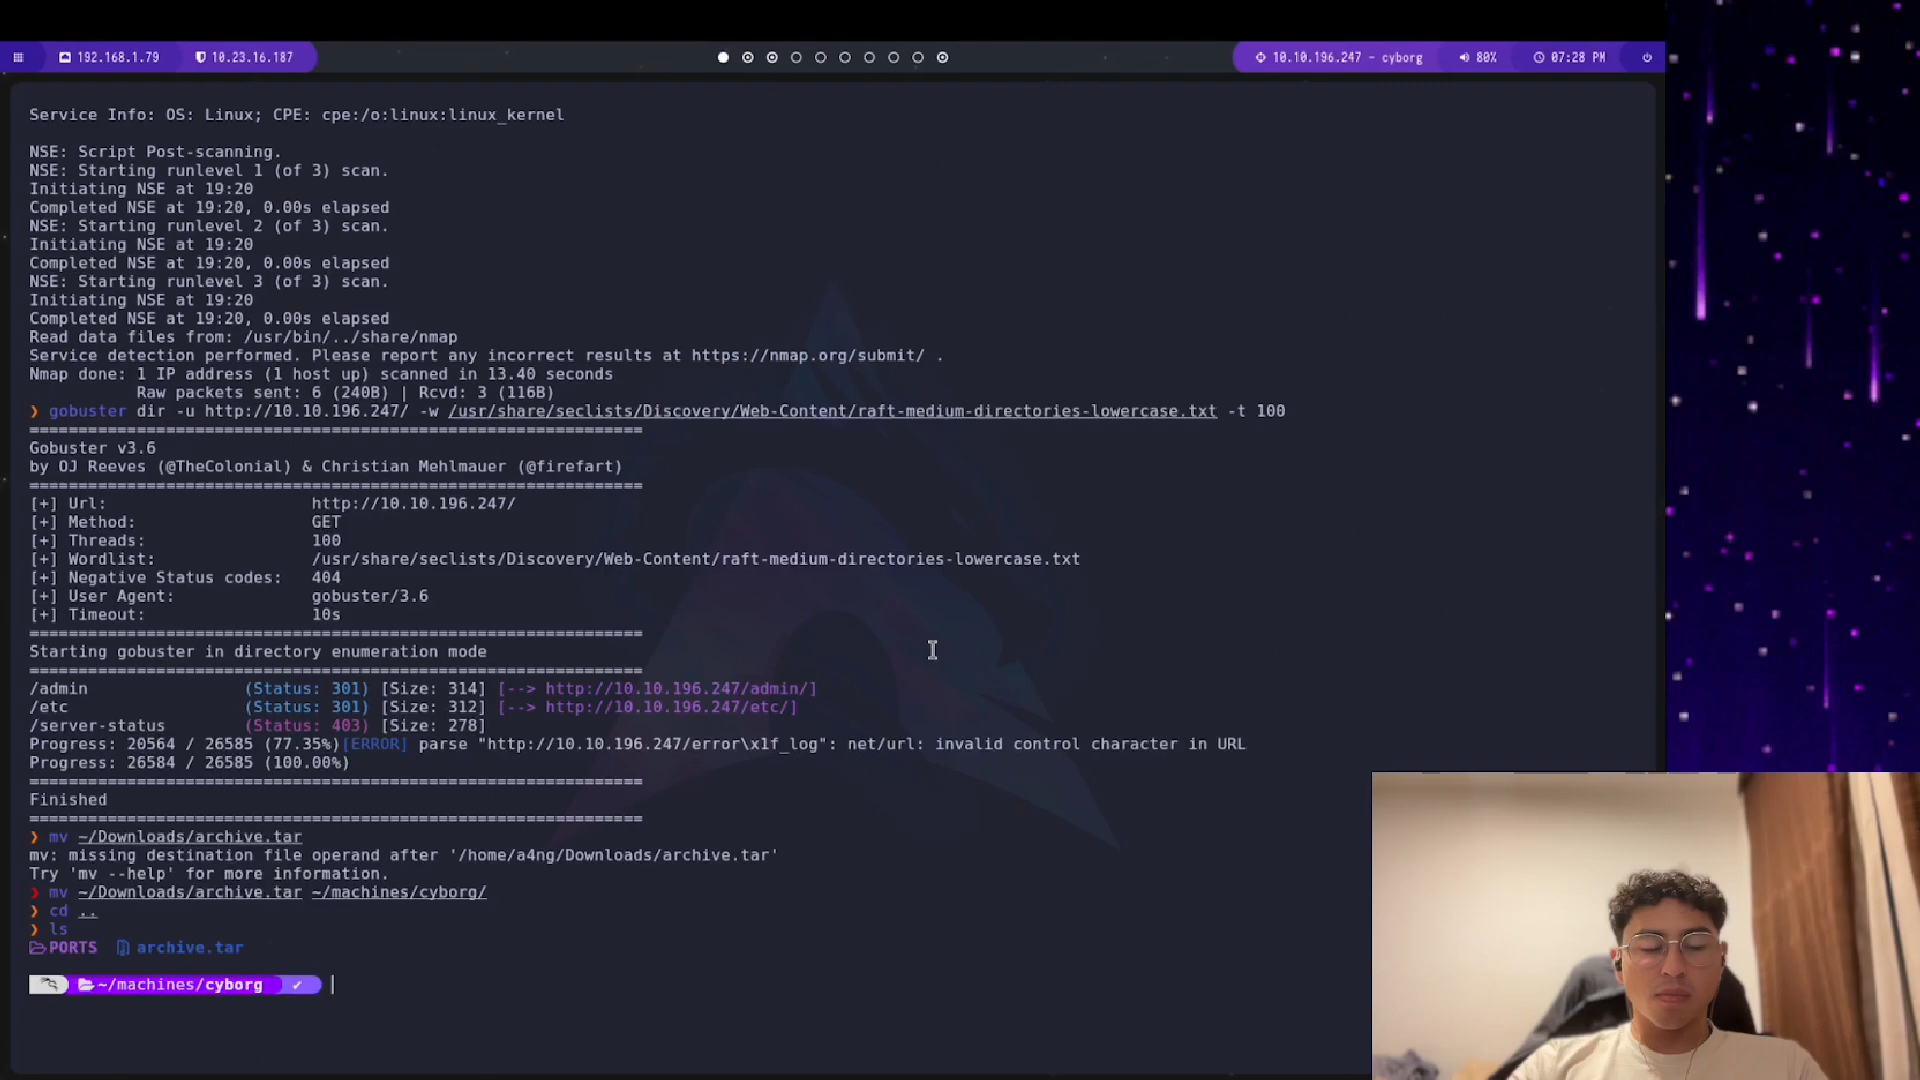 192.168.1.79 10.23.16.187 10.10.196.247 - cyborg 80% 07:28 PM
Service Info: OS: Linux; CPE: cpe:/o:linux:linux_kernel
NSE: Script Post-scanning.
NSE: Starting runlevel 1 (of 3) scan.
Initiating NSE at 19:20
Completed NSE at 19:20, 0.00s elapsed
NSE: Starting runlevel 2 (of 3) scan.
Initiating NSE at 19:20
Completed NSE at 19:20, 0.00s elapsed
NSE: Starting runlevel 3 (of 3) scan.
Initiating NSE at 19:20
Completed NSE at 19:20, 0.00s elapsed
Read data files from: /usr/bin/../share/nmap
Service detection performed. Please report any incorrect results at https://nmap.org/submit/ .
Nmap done: 1 IP address (1 host up) scanned in 13.40 seconds
Raw packets sent: 6 (240B) | Rcvd: 3 (116B)
❯ gobuster dir -u http://10.10.196.247/ -w /usr/share/seclists/Discovery/Web-Content/raft-medium-directories-lowercase.txt -t 100
===============================================================
Gobuster v3.6
by OJ Reeves (@TheColonial) & Christian Mehlmauer (@firefart)
===============================================================
[+] Url: http://10.10.196.247/
[+] Method: GET
[+] Threads: 100
[+] Wordlist: /usr/share/seclists/Discovery/Web-Content/raft-medium-directories-lowercase.txt
[+] Negative Status codes: 404
[+] User Agent: gobuster/3.6
[+] Timeout: 10s
===============================================================
Starting gobuster in directory enumeration mode
===============================================================
/admin (Status: 301) [Size: 314] [--> http://10.10.196.247/admin/]
/etc (Status: 301) [Size: 312] [--> http://10.10.196.247/etc/]
/server-status (Status: 403) [Size: 278]
Progress: 20564 / 26585 (77.35%)[ERROR] parse "http://10.10.196.247/error\x1f_log": net/url: invalid control character in URL
Progress: 26584 / 26585 (100.00%)
===============================================================
Finished
===============================================================
❯ mv ~/Downloads/archive.tar
mv: missing destination file operand after '/home/a4ng/Downloads/archive.tar'
Try 'mv --help' for more information.
❯ mv ~/Downloads/archive.tar ~/machines/cyborg/
❯ cd ..
❯ ls
PORTS archive.tar
~/machines/cyborg ✓